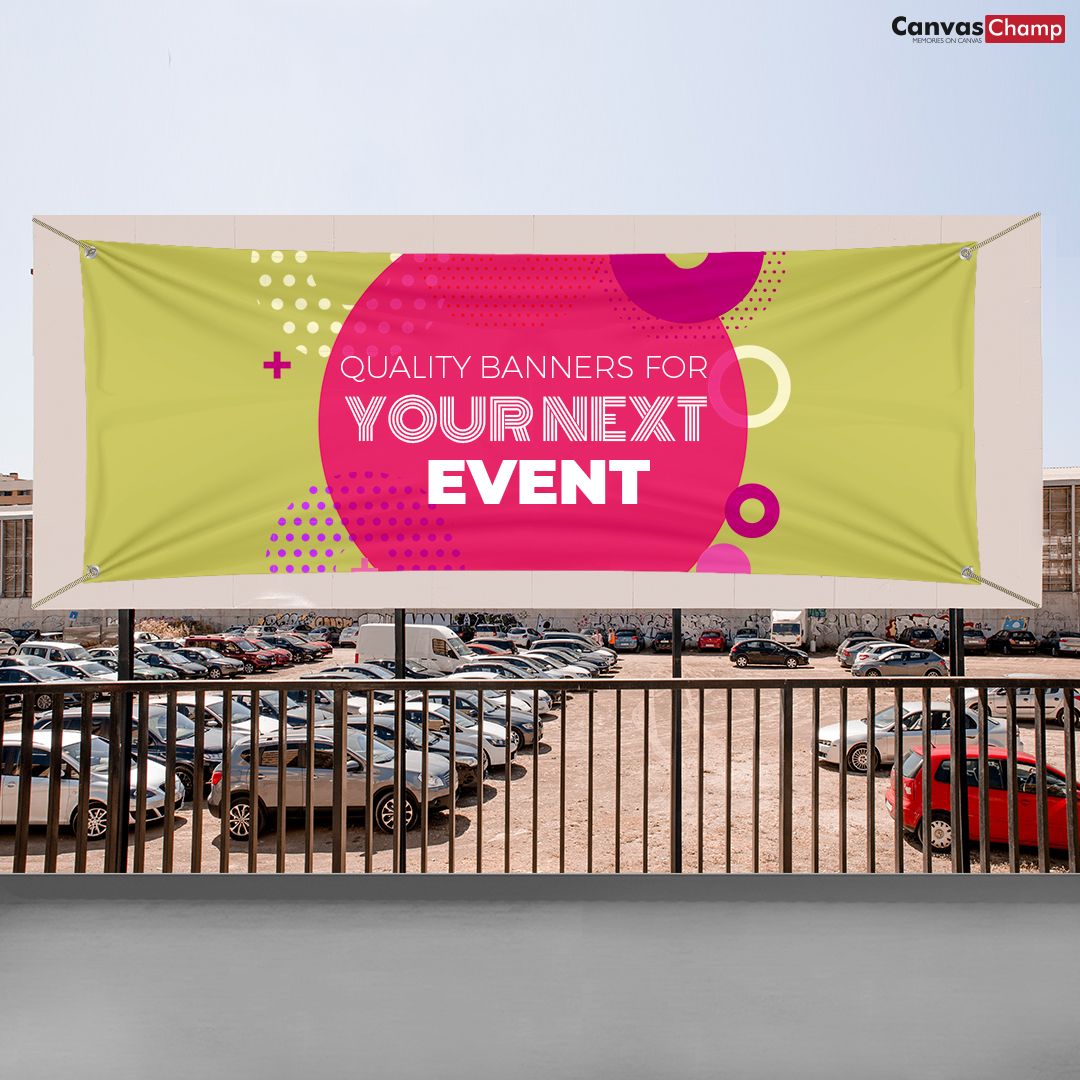 CanvasChamp
MEMORIES ON CANVAS
QUALITY BANNERS FOR
YOUR NEXT
EVENT